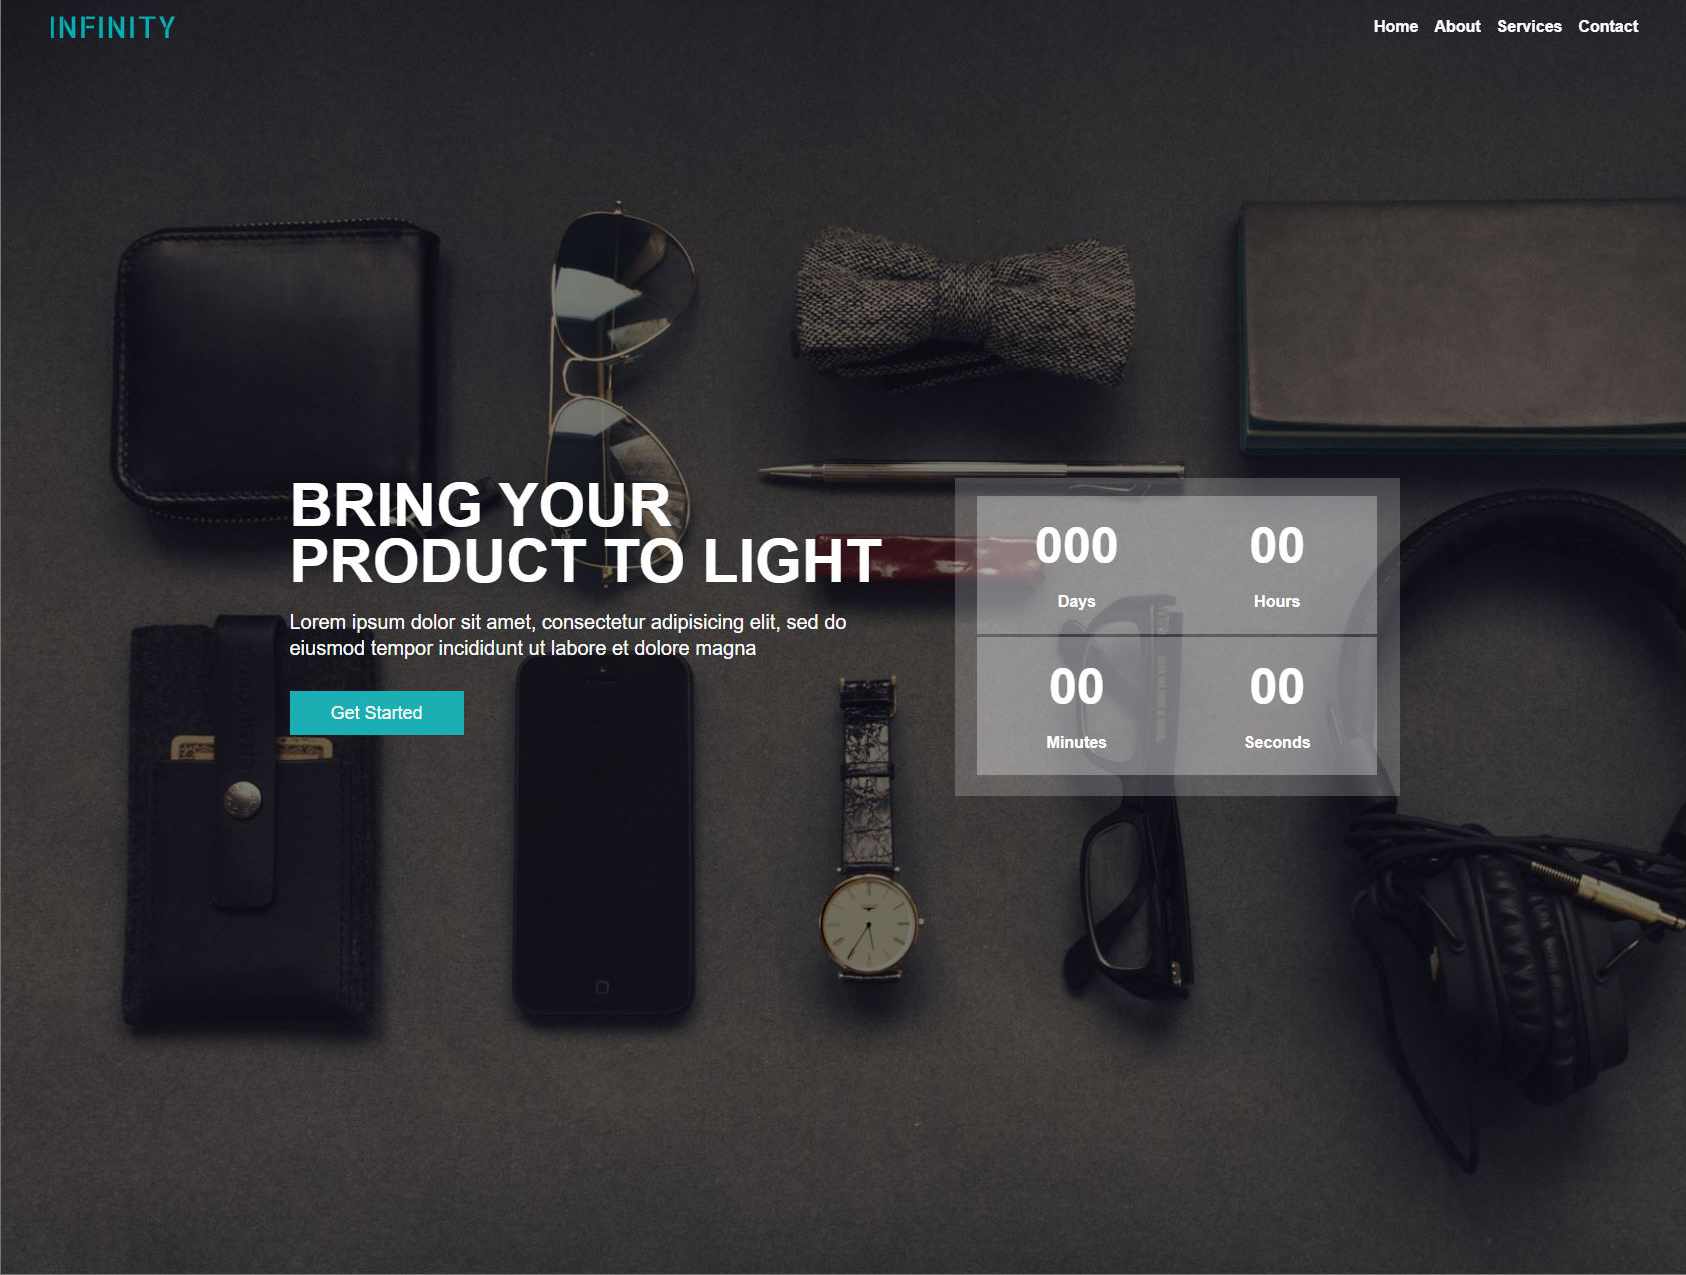 INFINITY
Home About Services Contact
BRING YOUR
PRODUCT TO LIGHT
Lorem ipsum dolor sit amet, consectetur adipisicing elit, sed do
eiusmod tempor incididunt ut labore et dolore magna
Get Started
000 00
Days Hours
00 00
Minutes Seconds